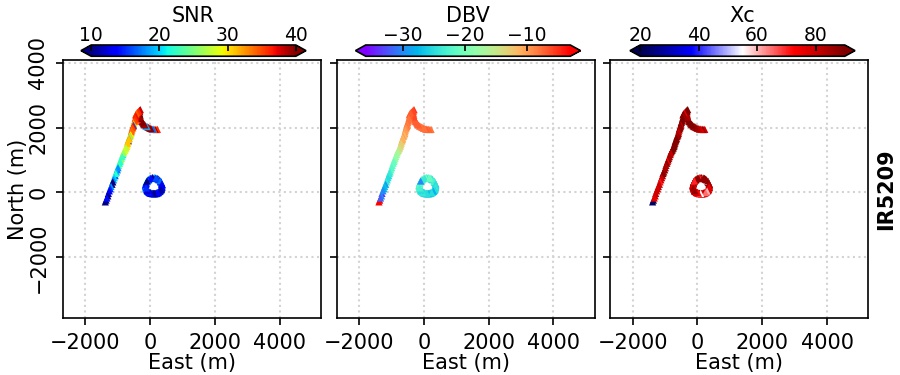 SNR DBV Xc
10 20 30 40 −30 −20 −10 20 40 60 80
4000
2000
0
−2000
North (m)
−2000 0 2000 4000 −2000 0 2000 4000 −2000 0 2000 4000
East (m) East (m) East (m)
IR5209